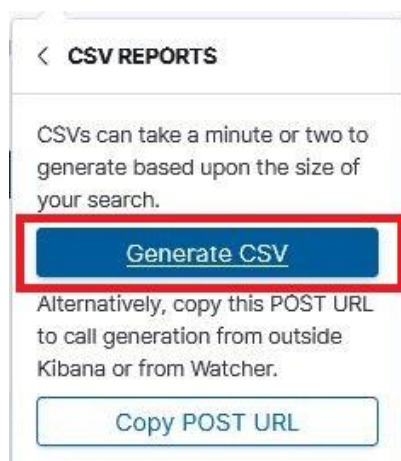 < CSV REPORTS
CSVs can take a minute or two to
generate based upon the size of
your search.
Generate CSV
Alternatively, copy this POST URL
to call generation from outside
Kibana or from Watcher.
Copy POST URL